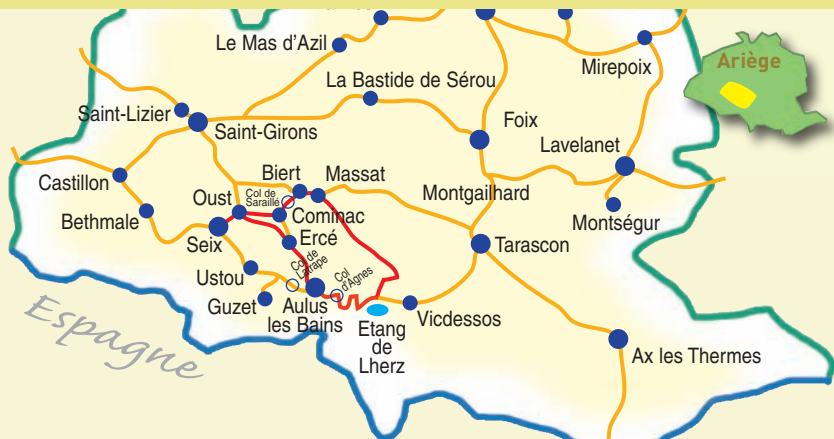 Le Mas d'Azil
Mirepoix
Ariège
La Bastide de Sérou
Saint-Lizier
Saint-Girons
Foix
Lavelanet
Castillon
Biert
Massat
Oust
Col de
Saraillé
Cominac
Montgailhard
Bethmale
Montségur
Seix
Ercé
Tarascon
Ustou
Col de
Latrape
Col
d'Agnes
Guzet
Aulus
les Bains
Vicdessos
Etang
de
Lherz
Espagne
Ax les Thermes